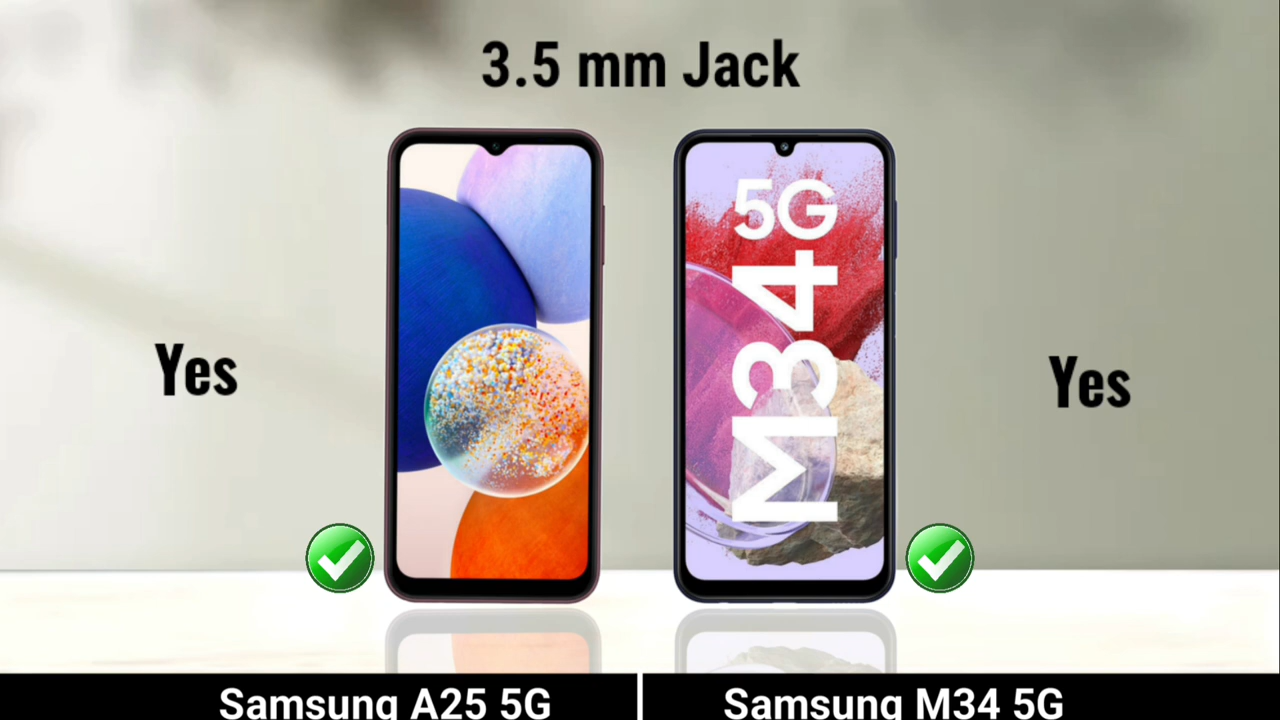 3.5 mm Jack
5G
M34
Yes
Yes
Samsung A25 5G
Samsung M34 5G